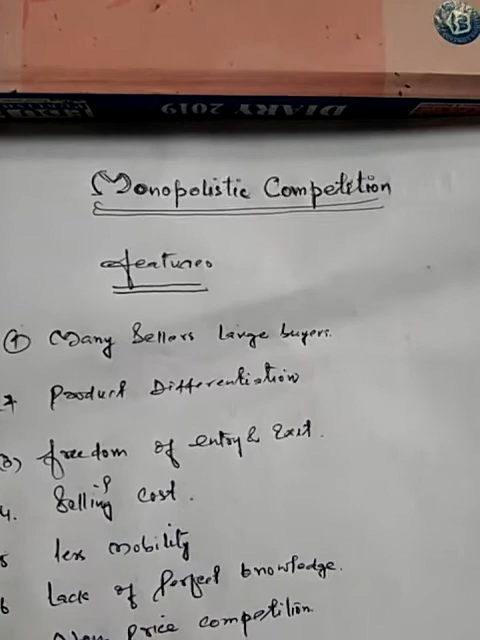 DIARY 2019
Monopolistic Competition
features
① Many Sellers Large buyers.
2 Product Differentiation
(3) freedom of entry & Exit.
4. Selling cost.
5 less mobility
6 Lack of Perfect knowledge.
Non Price competition.